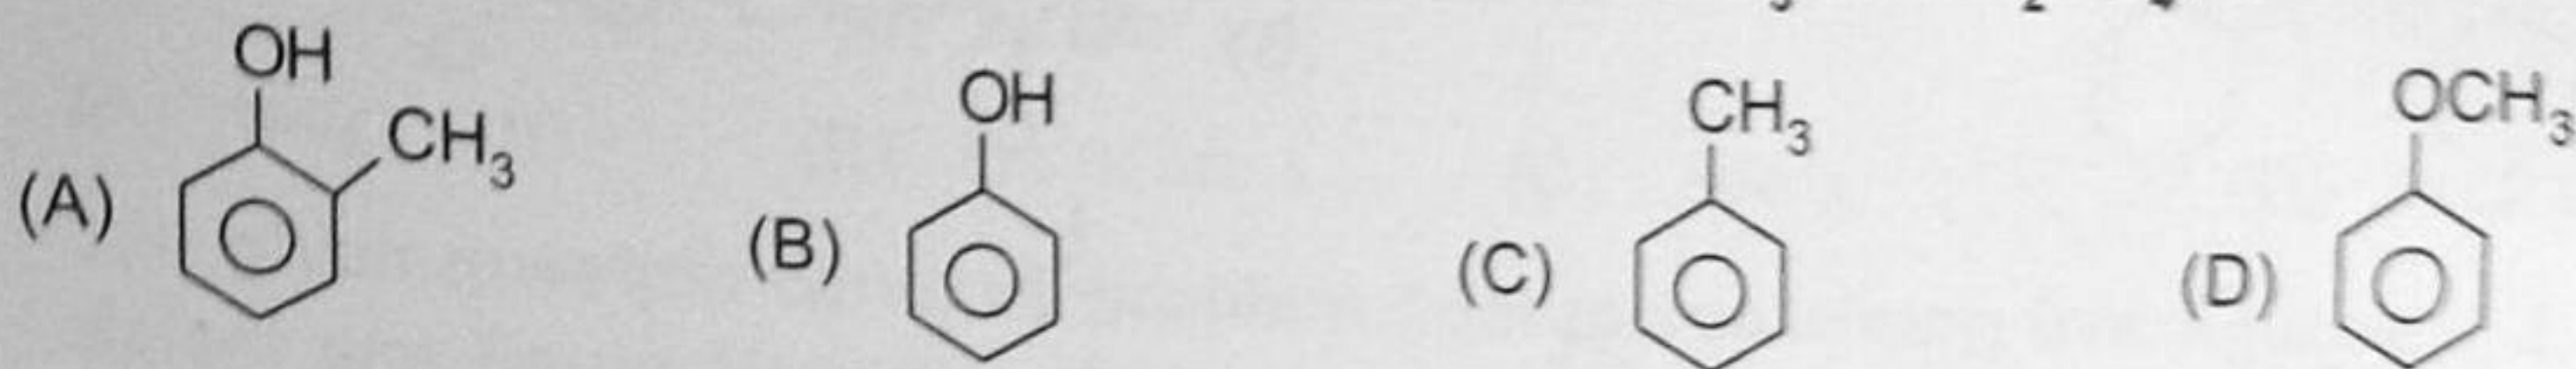 (A) OH CH₃ (B) OH (C) CH₃ (D) OCH₃